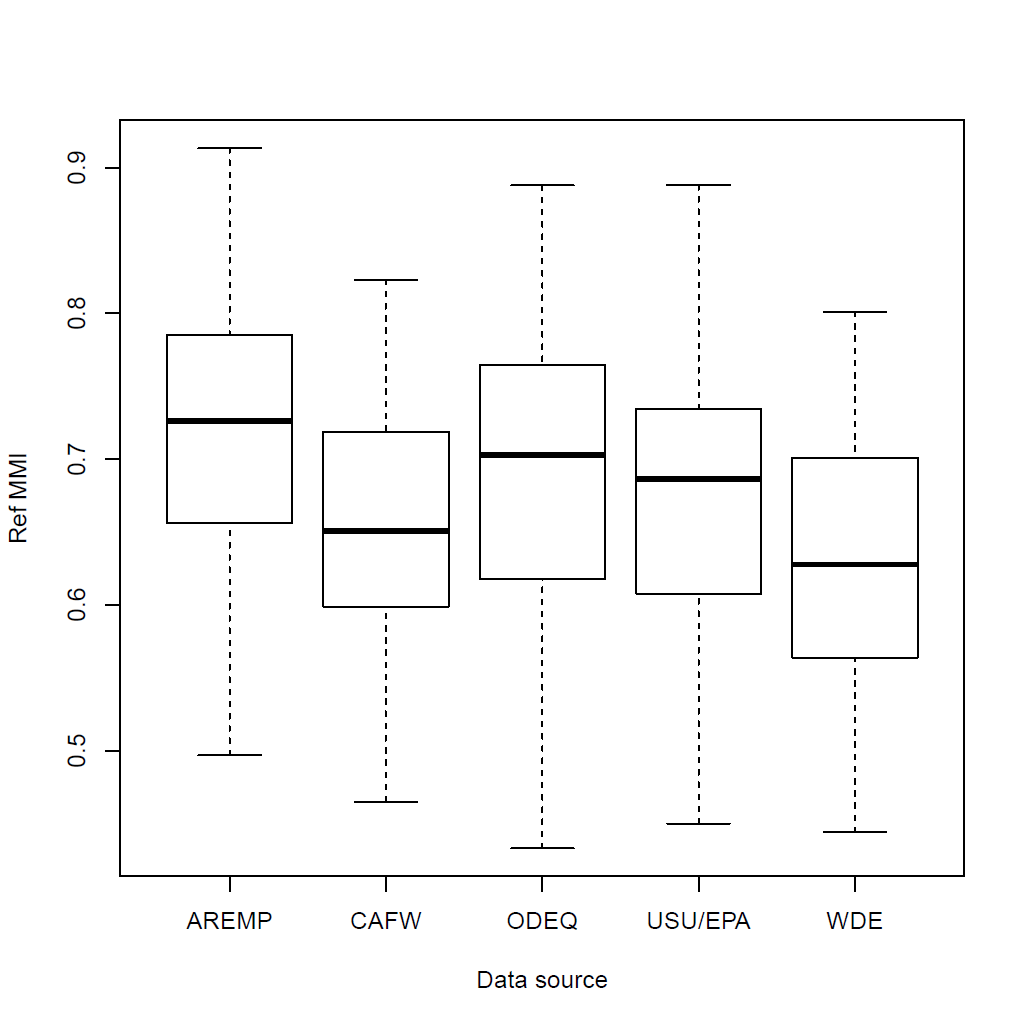 Ref MMI
0.9
0.8
0.7
0.6
0.5
AREMP CAFW ODEQ USU/EPA WDE
Data source